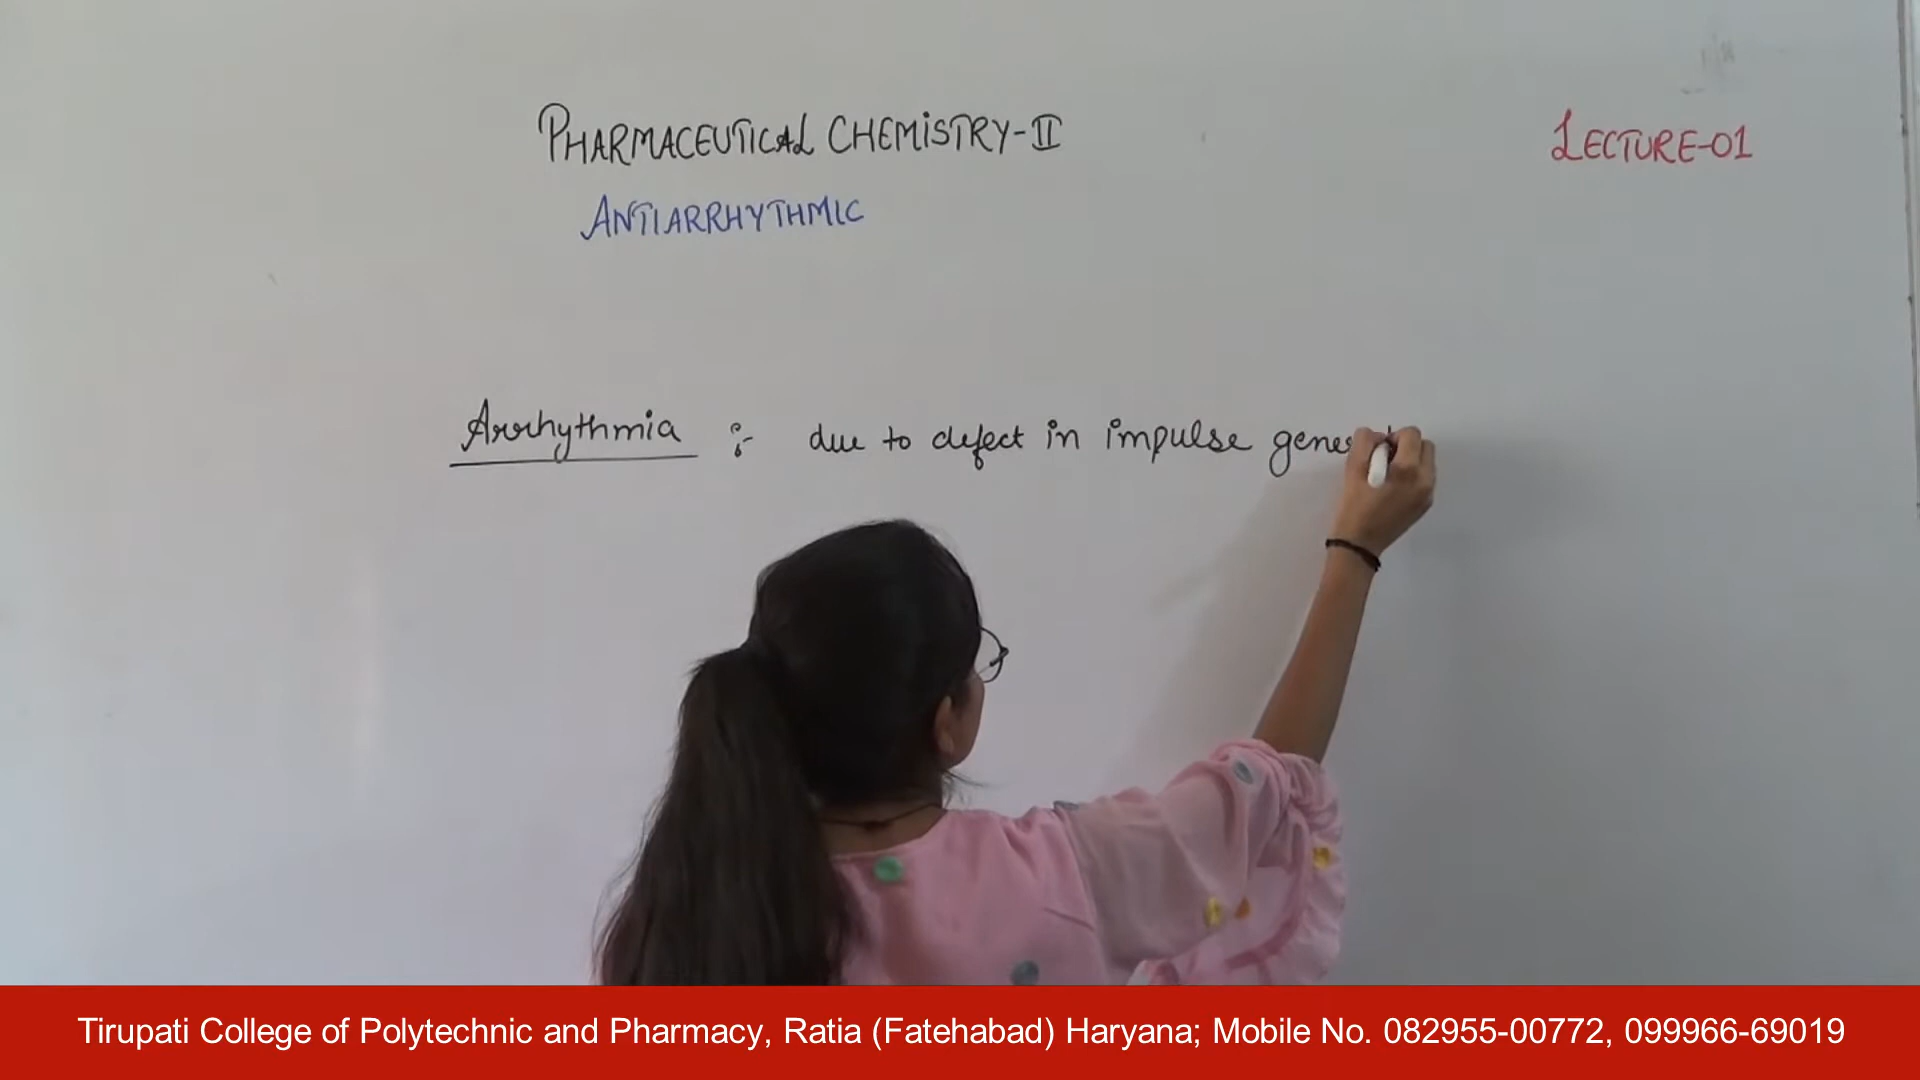 PHARMACEUTICAL CHEMISTRY-II
LECTURE-01
ANTIARRHYTHMIC
Arrhythmia :- due to defect in impulse
Tirupati College of Polytechnic and Pharmacy, Ratia (Fatehabad) Haryana; Mobile No. 082955-00772, 099966-69019